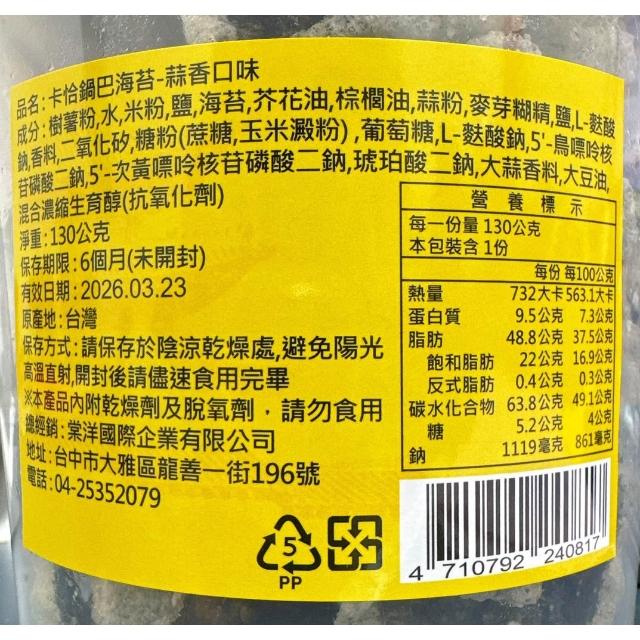 品名:卡恰鍋巴海苔-蒜香口味
成分:樹薯粉,水,米粉,鹽,海苔,芥花油,棕櫚油,蒜粉,麥芽糊精,鹽,L-麩酸
鈉,香料,二氧化矽,糖粉(蔗糖,玉米澱粉),葡萄糖,L-麩酸鈉,5'-鳥嘌呤核
苷磷酸二鈉,5'-次黃嘌呤核苷磷酸二鈉,琥珀酸二鈉,大蒜香料,大豆油,
混合濃縮生育醇(抗氧化劑)
淨重:130公克
保存期限:6個月(未開封)
有效日期:2026.03.23
原產地:台灣
保存方式:請保存於陰涼乾燥處,避免陽光
高溫直射,開封後請儘速食用完畢
※本產品內附乾燥劑及脫氧劑,請勿食用
總經銷:棠洋國際企業有限公司
地址:台中市大雅區龍善一街196號
電話:04-25352079
營養標示
每一份量 130公克
本包裝含 1份
每份 每100公克
熱量 732大卡 563.1大卡
蛋白質 9.5公克 7.3公克
脂肪 48.8公克 37.5公克
飽和脂肪 22公克 16.9公克
反式脂肪 0.4公克 0.3公克
碳水化合物 63.8公克 49.1公克
糖 5.2公克 4公克
鈉 1119毫克 861毫克
5
PP
4 710792 240817